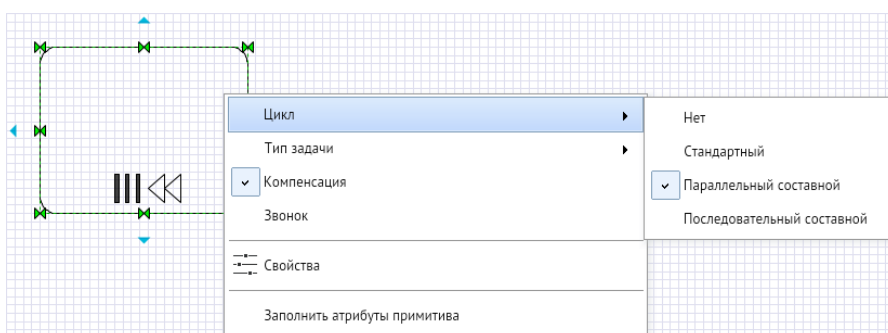 Цикл
Тип задачи
Компенсация
Звонок
Свойства
Заполнить атрибуты примитива
Нет
Стандартный
Параллельный составной
Последовательный составной